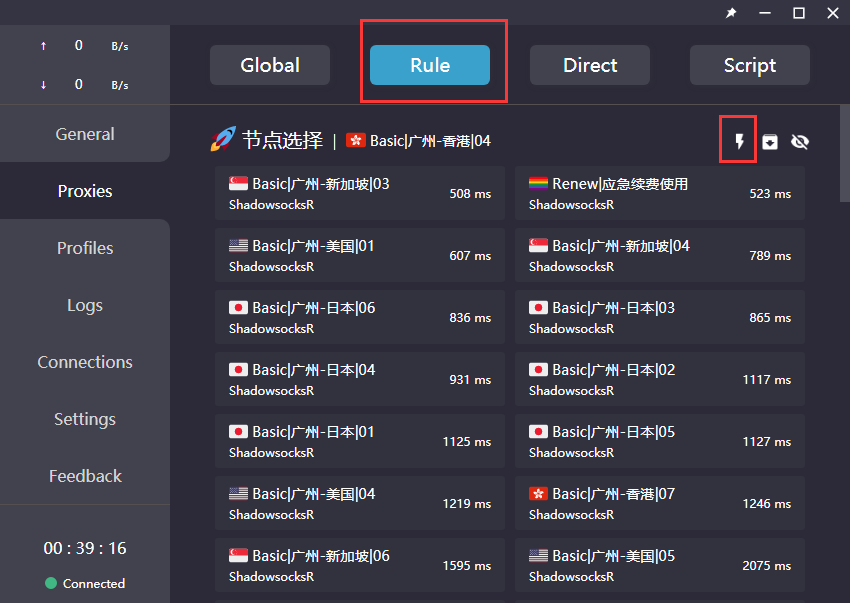 ↑ 0 B/s
↓ 0 B/s
General
Proxies
Profiles
Logs
Connections
Settings
Feedback
00 : 39 : 16
Connected
Global
Rule
Direct
Script
节点选择 | Basic|广州-香港|04
Basic|广州-新加坡|03
ShadowsocksR
508 ms
Renew|应急续费使用
ShadowsocksR
523 ms
Basic|广州-美国|01
ShadowsocksR
607 ms
Basic|广州-新加坡|04
ShadowsocksR
789 ms
Basic|广州-日本|06
ShadowsocksR
836 ms
Basic|广州-日本|03
ShadowsocksR
865 ms
Basic|广州-日本|04
ShadowsocksR
931 ms
Basic|广州-日本|02
ShadowsocksR
1117 ms
Basic|广州-日本|01
ShadowsocksR
1125 ms
Basic|广州-日本|05
ShadowsocksR
1127 ms
Basic|广州-美国|04
ShadowsocksR
1219 ms
Basic|广州-香港|07
ShadowsocksR
1246 ms
Basic|广州-新加坡|06
ShadowsocksR
1595 ms
Basic|广州-美国|05
ShadowsocksR
2075 ms